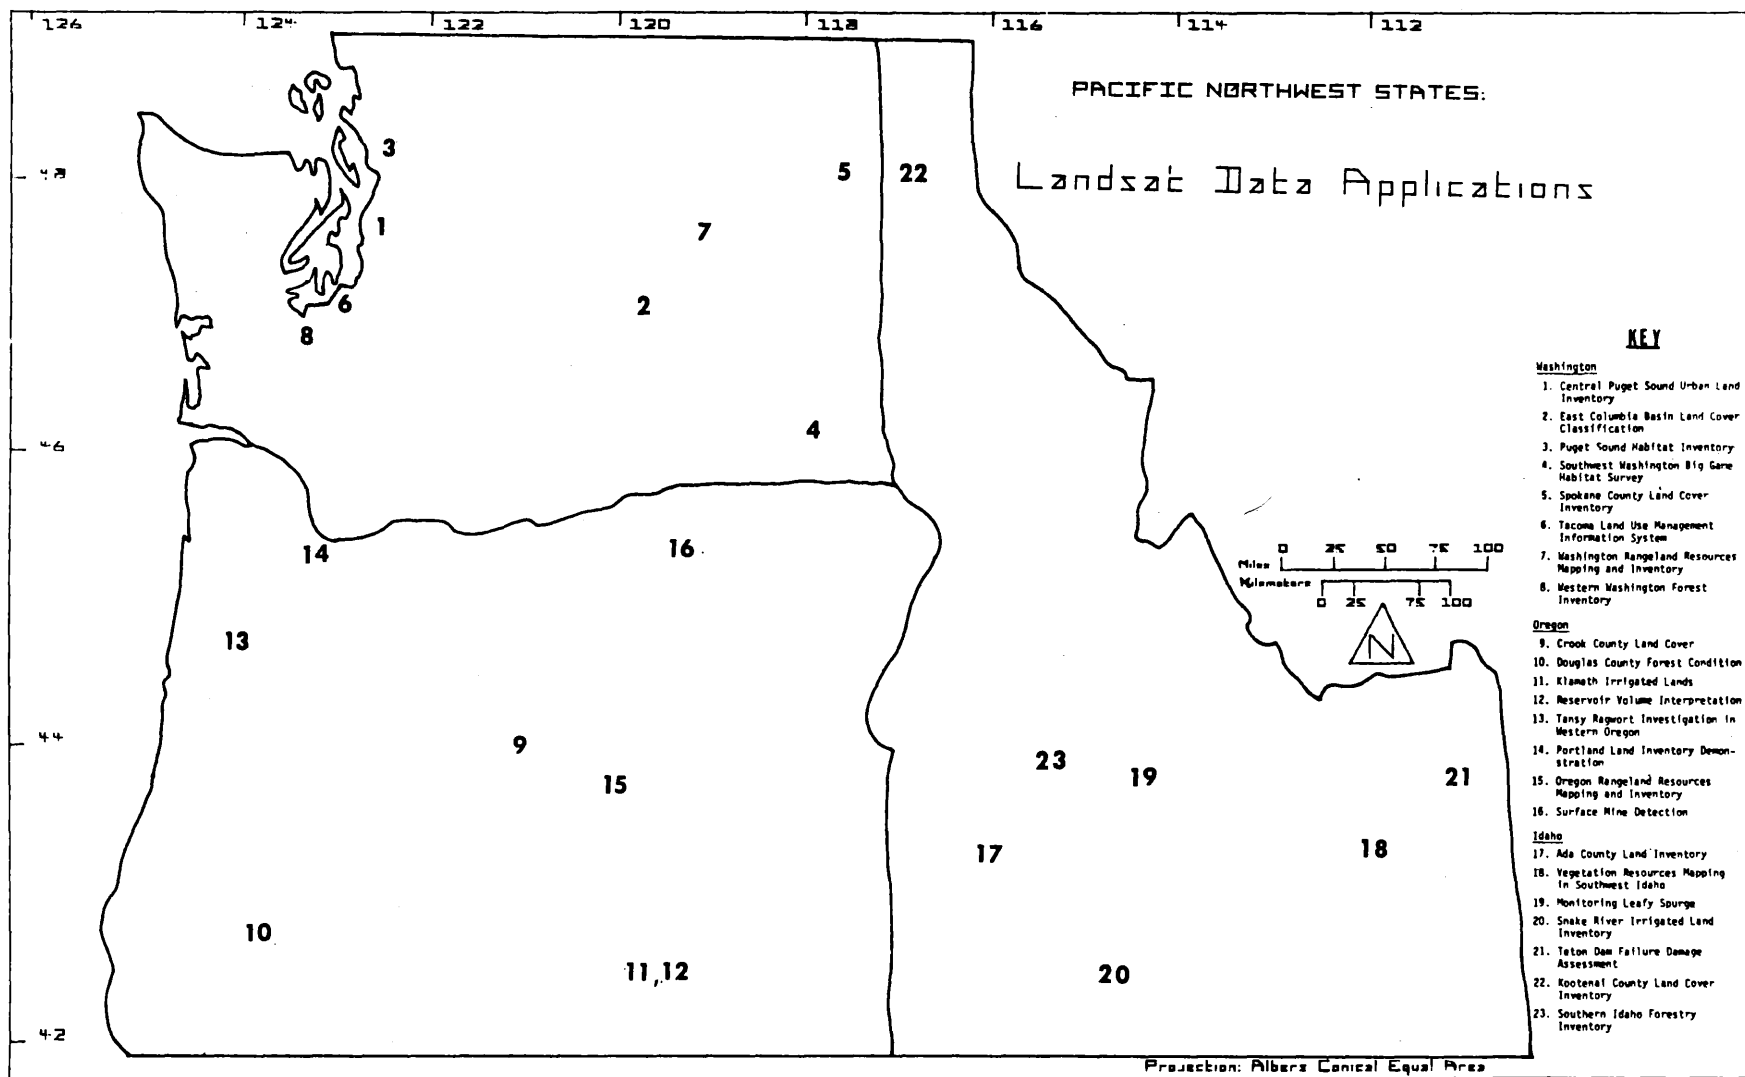 126 124 122 120 118 116 114 112
PACIFIC NORTHWEST STATES:
Landsat Data Applications
48
46
44
42
3
5
22
1
7
2
6
8
4
14
16
13
9
15
23
19
21
17
18
10
11,12
20
Miles 0 25 50 75 100
Kilometers
0 25 75 100
N
KEY
Washington
1. Central Puget Sound Urban Land
Inventory
2. East Columbia Basin Land Cover
Classification
3. Puget Sound Habitat Inventory
4. Southwest Washington Big Game
Habitat Survey
5. Spokane County Land Cover
Inventory
6. Tacoma Land Use Management
Information System
7. Washington Rangeland Resources
Mapping and Inventory
8. Western Washington Forest
Inventory
Oregon
9. Crook County Land Cover
10. Douglas County Forest Condition
11. Klamath Irrigated Lands
12. Reservoir Volume Interpretation
13. Tansy Ragwort Investigation in
Western Oregon
14. Portland Land Inventory Demon-
stration
15. Oregon Rangeland Resources
Mapping and Inventory
16. Surface Mine Detection
Idaho
17. Ada County Land Inventory
18. Vegetation Resources Mapping
in Southwest Idaho
19. Monitoring Leafy Spurge
20. Snake River Irrigated Land
Inventory
21. Teton Dam Failure Damage
Assessment
22. Kootenai County Land Cover
Inventory
23. Southern Idaho Forestry
Inventory
Projection: Albers Conical Equal Area